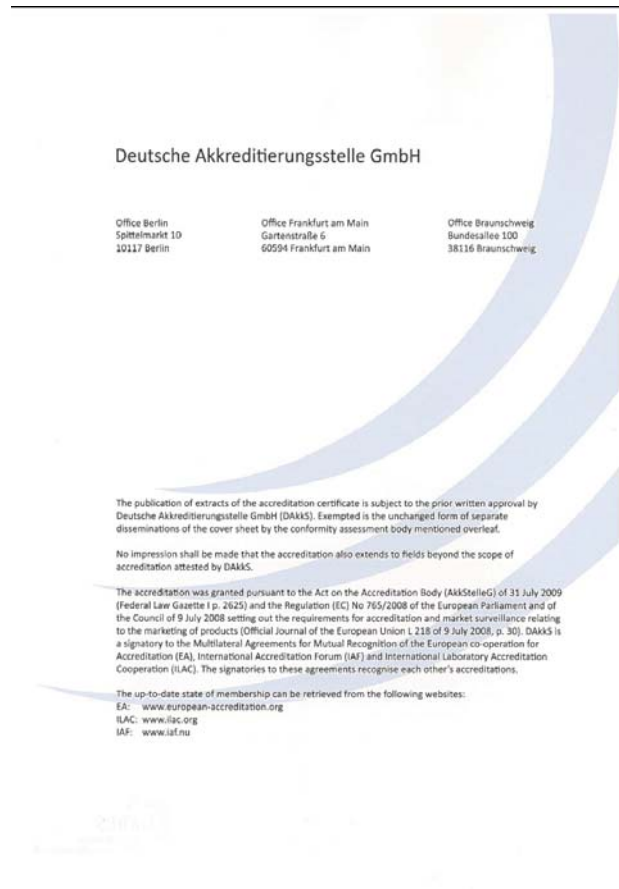 Deutsche Akkreditierungsstelle GmbH
Office Berlin
Spittelmarkt 10
10117 Berlin
Office Frankfurt am Main
Gartenstraße 6
60594 Frankfurt am Main
Office Braunschweig
Bundesallee 100
38116 Braunschweig
The publication of extracts of the accreditation certificate is subject to the prior written approval by
Deutsche Akkreditierungsstelle GmbH (DAkkS). Exempted is the unchanged form of separate
disseminations of the cover sheet by the conformity assessment body mentioned overleaf.
No impression shall be made that the accreditation also extends to fields beyond the scope of
accreditation attested by DAkkS.
The accreditation was granted pursuant to the Act on the Accreditation Body (AkkStelleG) of 31 July 2009
(Federal Law Gazette I p. 2625) and the Regulation (EC) No 765/2008 of the European Parliament and of
the Council of 9 July 2008 setting out the requirements for accreditation and market surveillance relating
to the marketing of products (Official Journal of the European Union L 218 of 9 July 2008, p. 30). DAkkS is
a signatory to the Multilateral Agreements for Mutual Recognition of the European co-operation for
Accreditation (EA), International Accreditation Forum (IAF) and International Laboratory Accreditation
Cooperation (ILAC). The signatories to these agreements recognise each other's accreditations.
The up-to-date state of membership can be retrieved from the following websites:
EA: www.european-accreditation.org
ILAC: www.ilac.org
IAF: www.iaf.nu